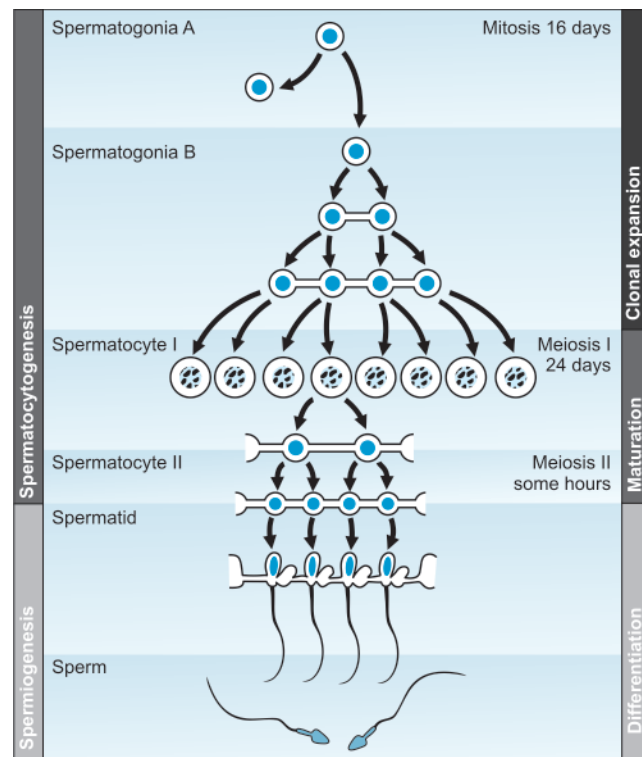 Spermatogonia A
Mitosis 16 days
Spermatogonia B
Clonal expansion
Spermatocyte I
Meiosis I
24 days
Spermatocytogenesis
Spermatocyte II
Meiosis II
some hours
Maturation
Spermatid
Sperm
Spermiogenesis
Differentiation